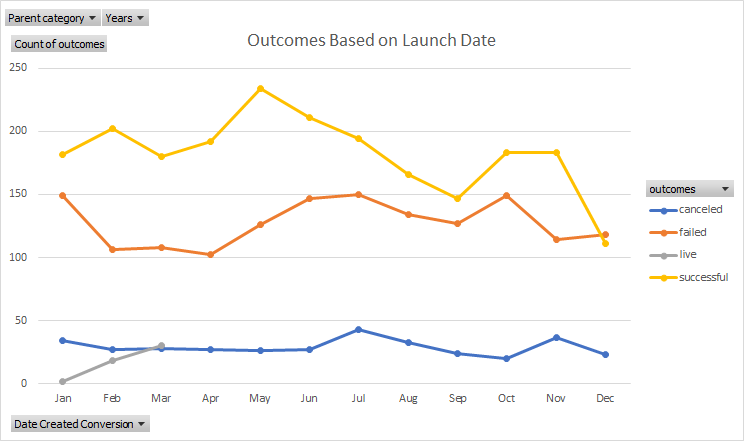 Parent category Years
Count of outcomes
Outcomes Based on Launch Date
250
200
150
100
50
0
Jan Feb Mar Apr May Jun Jul Aug Sep Oct Nov Dec
outcomes
canceled
failed
live
successful
Date Created Conversion